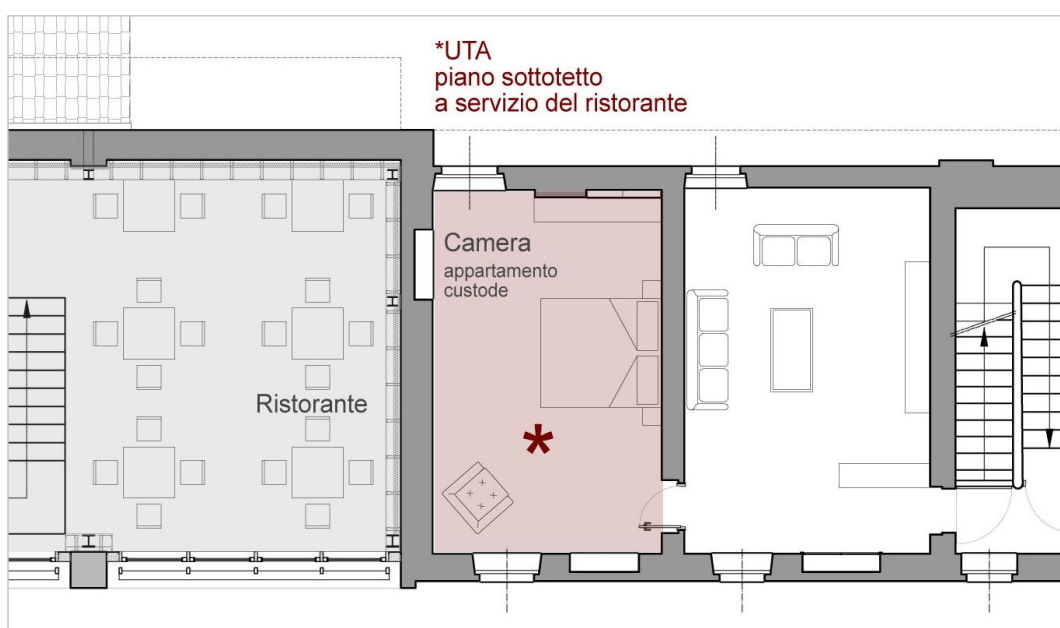 *UTA
piano sottotetto
a servizio del ristorante
Camera
appartamento
custode
Ristorante
*